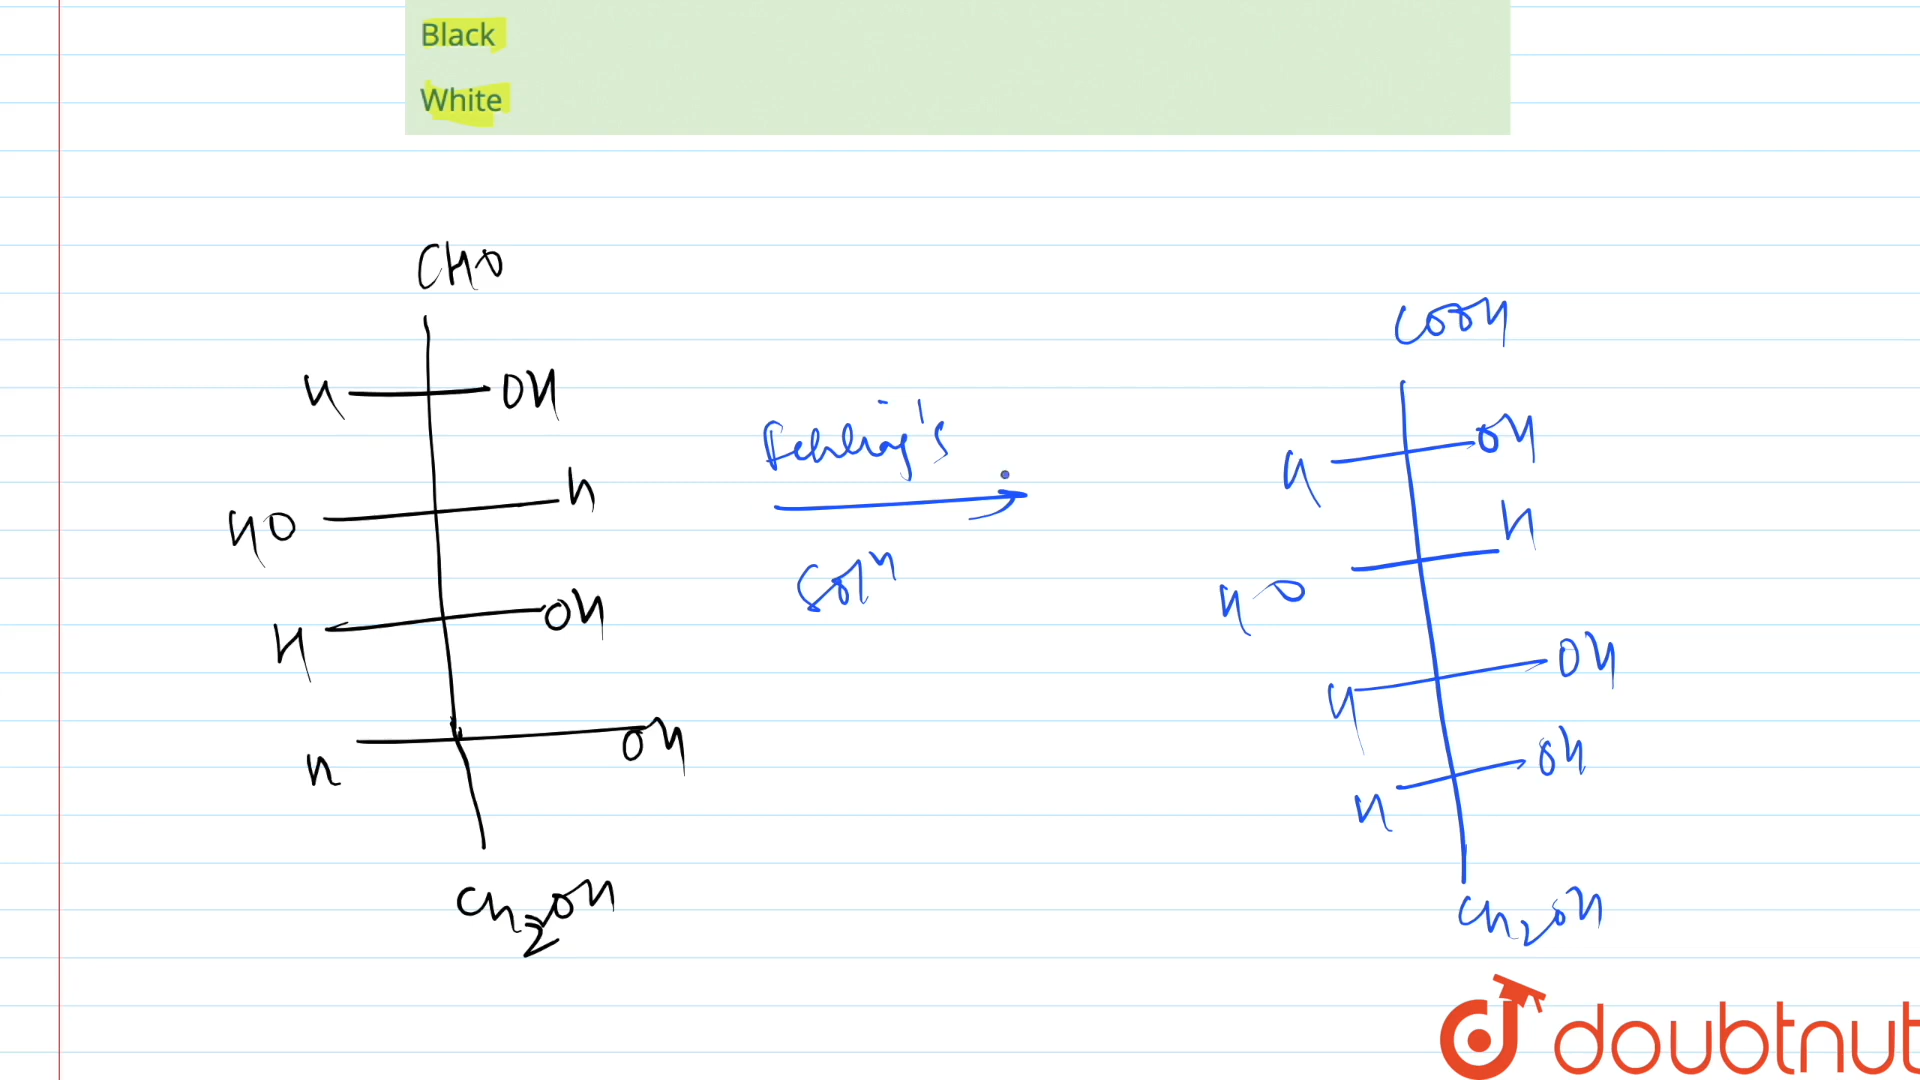 Black
White
CHO
H OH
HO H
H OH
H OH
CH2OH
Fehling's
Solⁿ
COOH
H OH
HO H
H OH
H OH
CH2OH
doubtnut